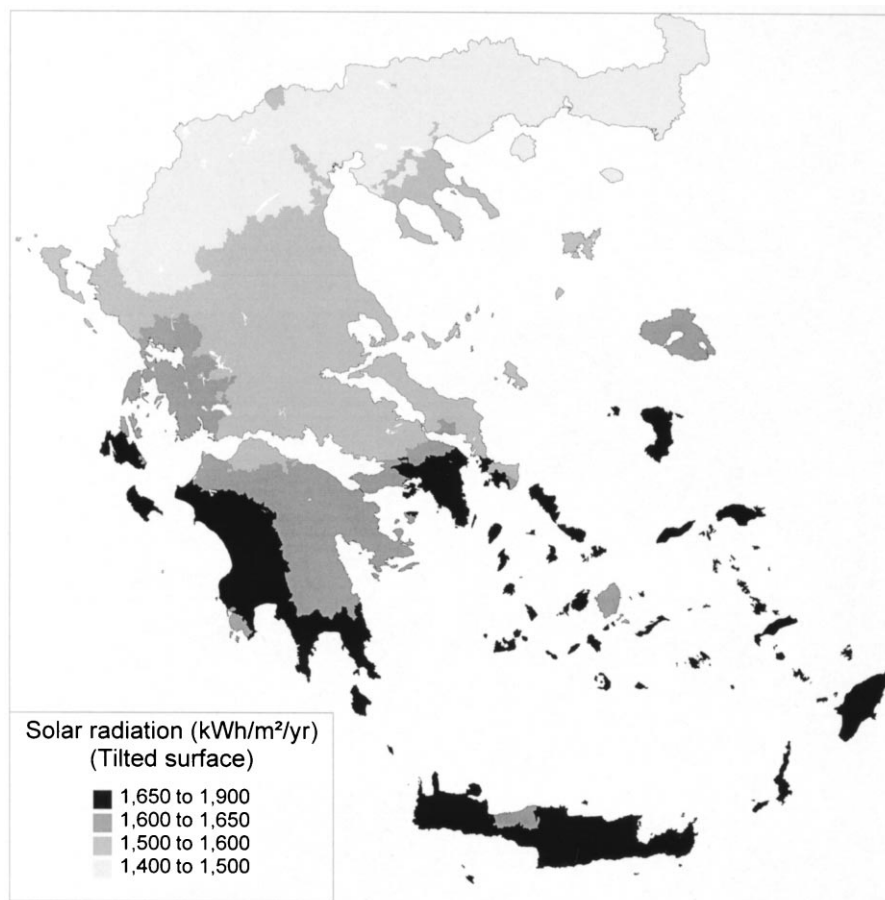 Solar radiation (kWh/m²/yr)
(Tilted surface)
1,650 to 1,900
1,600 to 1,650
1,500 to 1,600
1,400 to 1,500